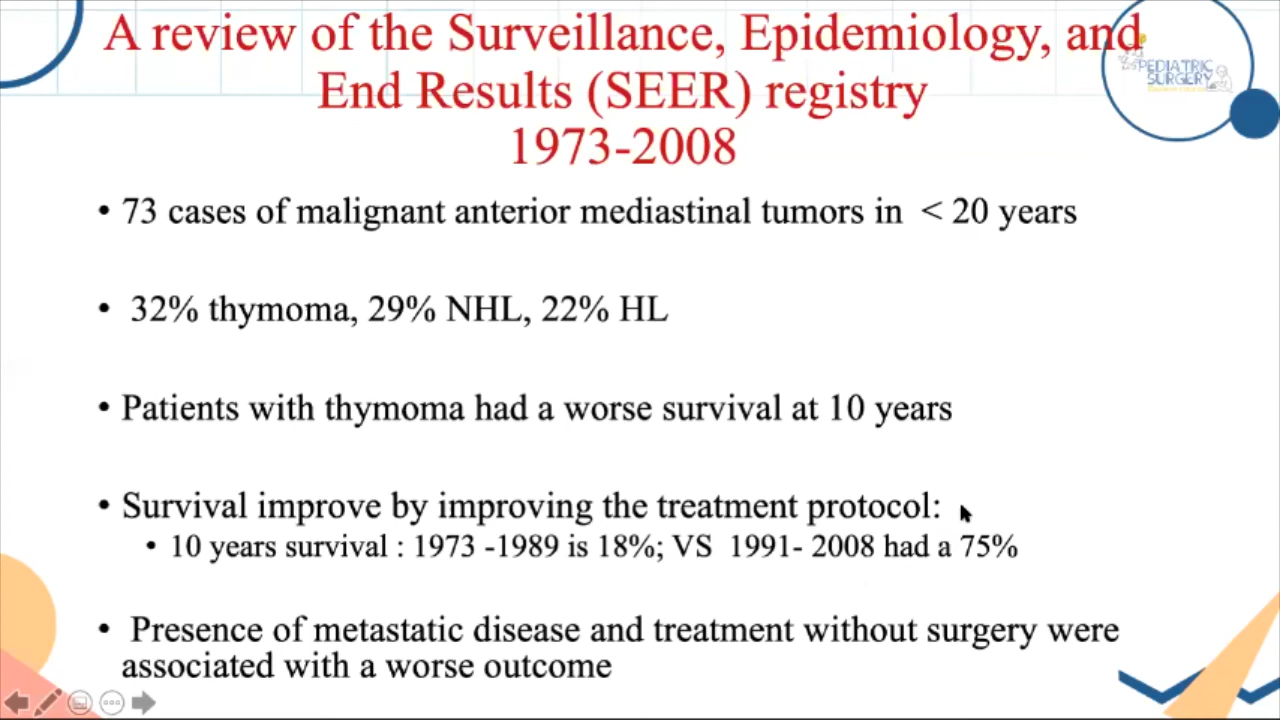 A review of the Surveillance, Epidemiology, and
End Results (SEER) registry
1973-2008
PEDIATRIC
SURGERY
• 73 cases of malignant anterior mediastinal tumors in < 20 years
• 32% thymoma, 29% NHL, 22% HL
• Patients with thymoma had a worse survival at 10 years
• Survival improve by improving the treatment protocol:
• 10 years survival : 1973 -1989 is 18%; VS 1991- 2008 had a 75%
• Presence of metastatic disease and treatment without surgery were
associated with a worse outcome